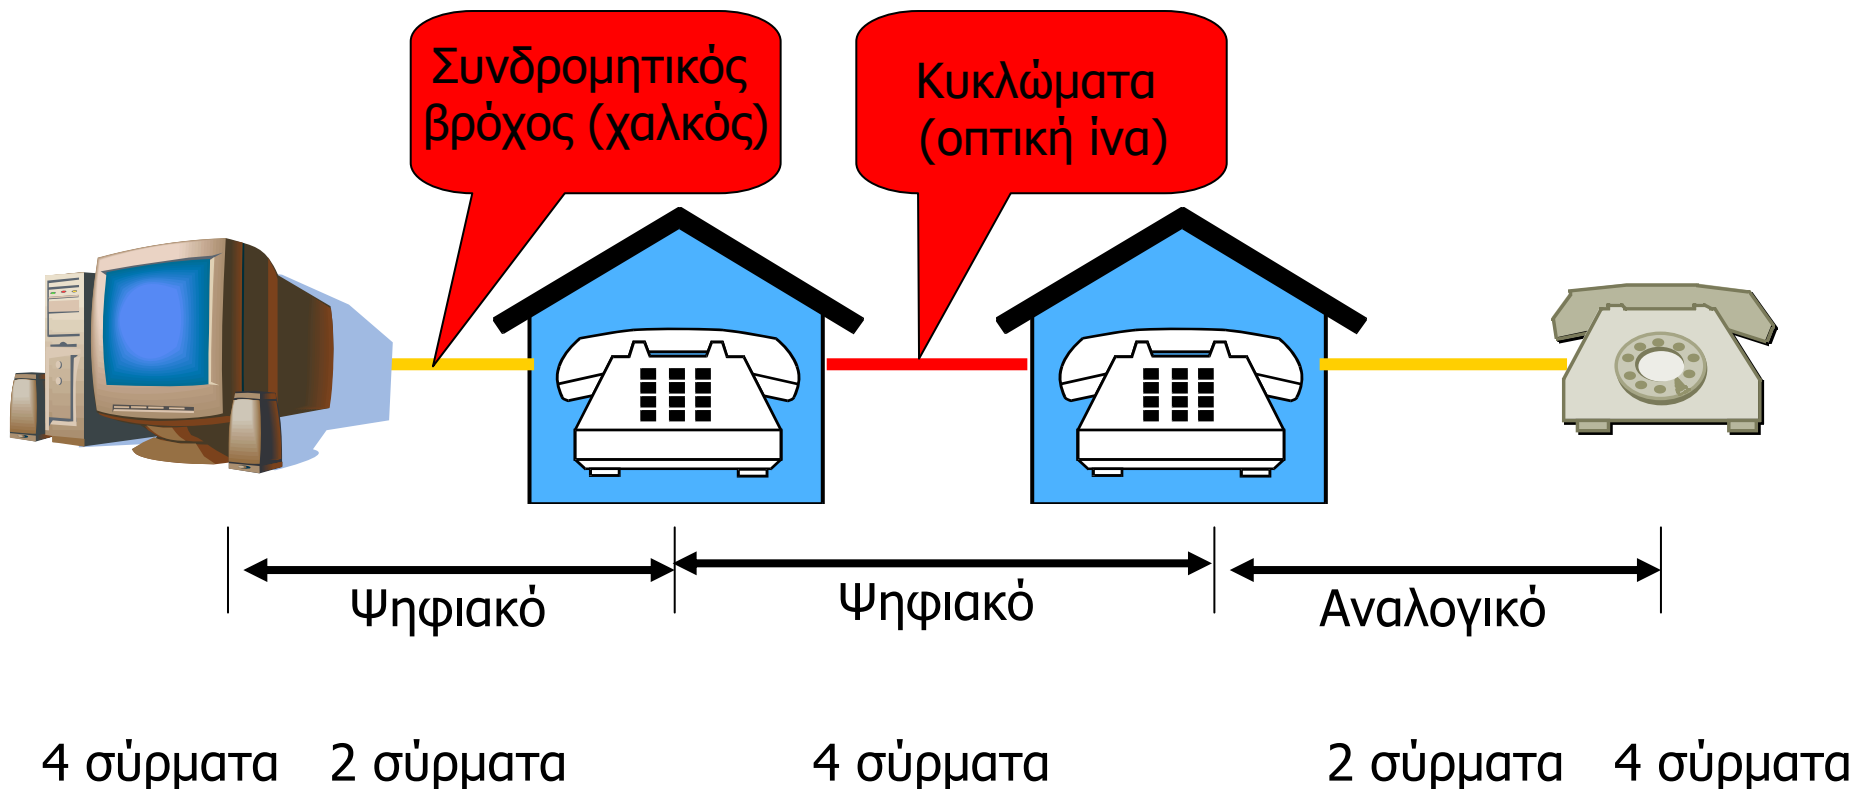 Συνδρομητικός
βρόχος (χαλκός)
Κυκλώματα
(οπτική ίνα)
Ψηφιακό
Ψηφιακό
Αναλογικό
4 σύρματα
2 σύρματα
4 σύρματα
2 σύρματα
4 σύρματα